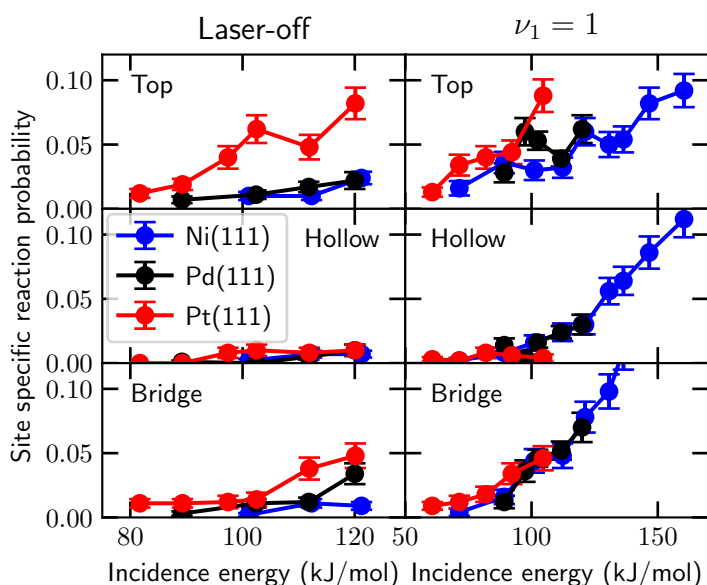 Laser-off
ν₁ = 1
Site specific reaction probability
0.10
0.05
0.00
Top
Top
0.10
0.05
0.00
Hollow
Hollow
Ni(111)
Pd(111)
Pt(111)
0.10
0.05
0.00
Bridge
Bridge
80
100
120
50
100
150
Incidence energy (kJ/mol)
Incidence energy (kJ/mol)